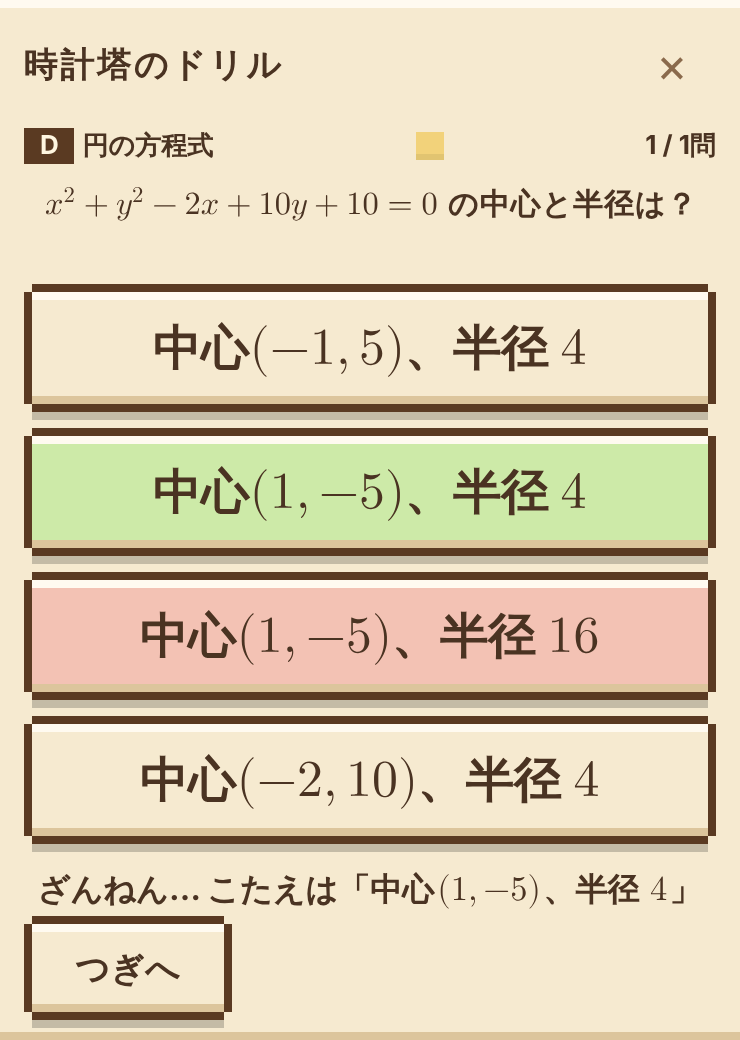 時計塔のドリル ×
D 円の方程式 1 / 1問
x² + y² − 2x + 10y + 10 = 0 の中心と半径は？
中心(−1, 5)、半径 4
中心(1, −5)、半径 4
中心(1, −5)、半径 16
中心(−2, 10)、半径 4
ざんねん… こたえは「中心(1, −5)、半径 4」
つぎへ